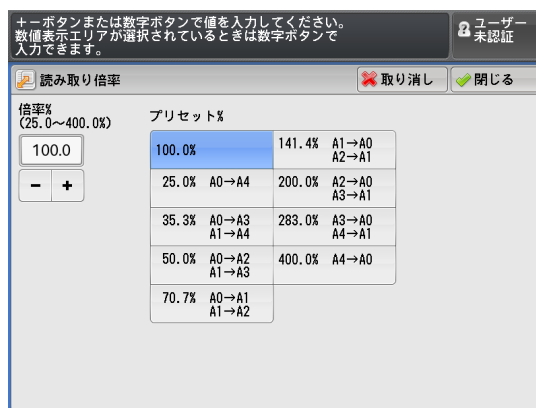 ＋－ボタンまたは数字ボタンで値を入力してください。
数値表示エリアが選択されているときは数字ボタンで
入力できます。
ユーザー
未認証
読み取り倍率
取り消し
閉じる
倍率%
(25.0～400.0%)
100.0
－ ＋
プリセット%
100.0%
25.0% A0→A4
35.3% A0→A3
A1→A4
50.0% A0→A2
A1→A3
70.7% A0→A1
A1→A2
141.4% A1→A0
A2→A1
200.0% A2→A0
A3→A1
283.0% A3→A0
A4→A1
400.0% A4→A0